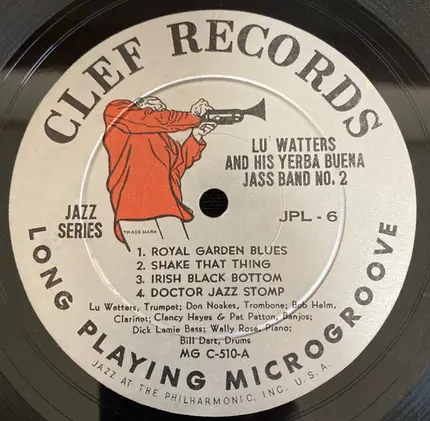 CLEF RECORDS
LU WATTERS
AND HIS YERBA BUENA
JASS BAND NO. 2
JAZZ
SERIES
JPL - 6
TRADE MARK
1. ROYAL GARDEN BLUES
2. SHAKE THAT THING
3. IRISH BLACK BOTTOM
4. DOCTOR JAZZ STOMP
Lu Watters, Trumpet; Don Noakes, Trombone; Bob Helm,
Clarinet; Clancy Hayes & Pat Patton, Banjos;
Dick Lamie Bass; Wally Rose, Piano;
Bill Dart, Drums
MG C-510-A
LONG PLAYING MICROGROOVE
JAZZ AT THE PHILHARMONIC, INC. U.S.A.